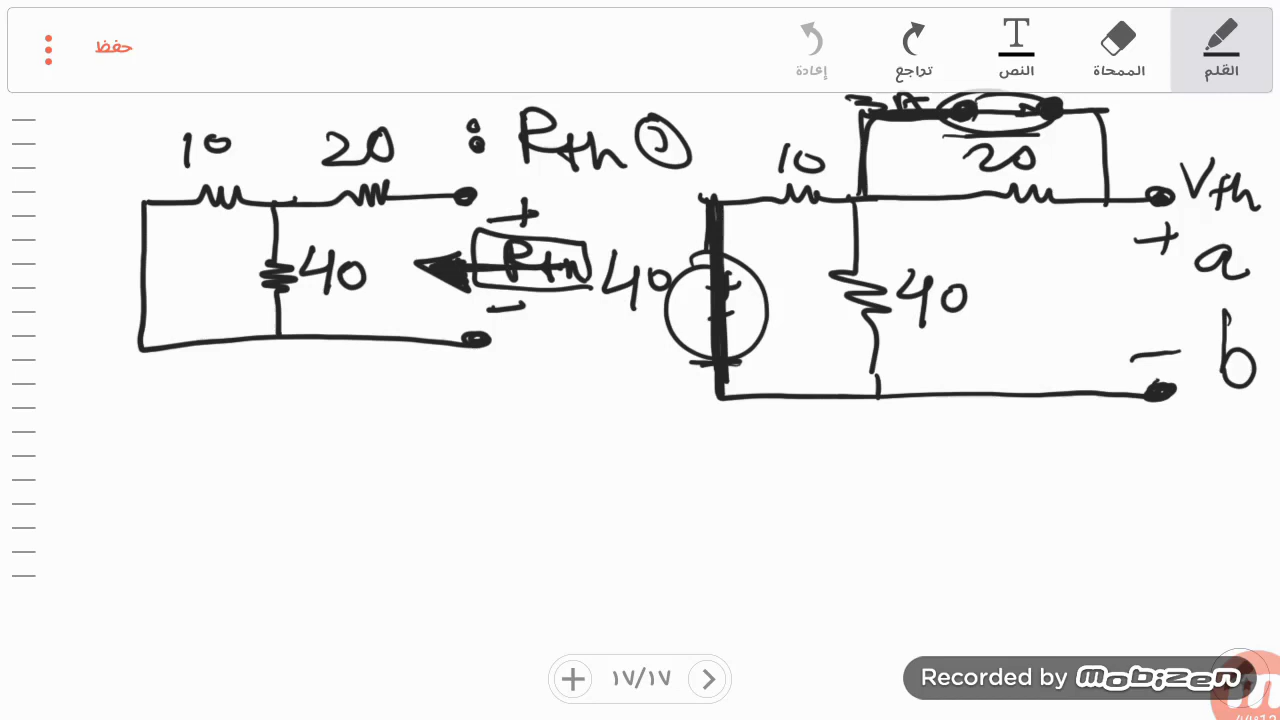 حفظ
إعادة
تراجع
النص
الممحاة
القلم
10 20 : Rth ①
40
+
Rth
-
10 20
40
40
Vth
+
a
-
b
١٧/١٧
Recorded by mobizen